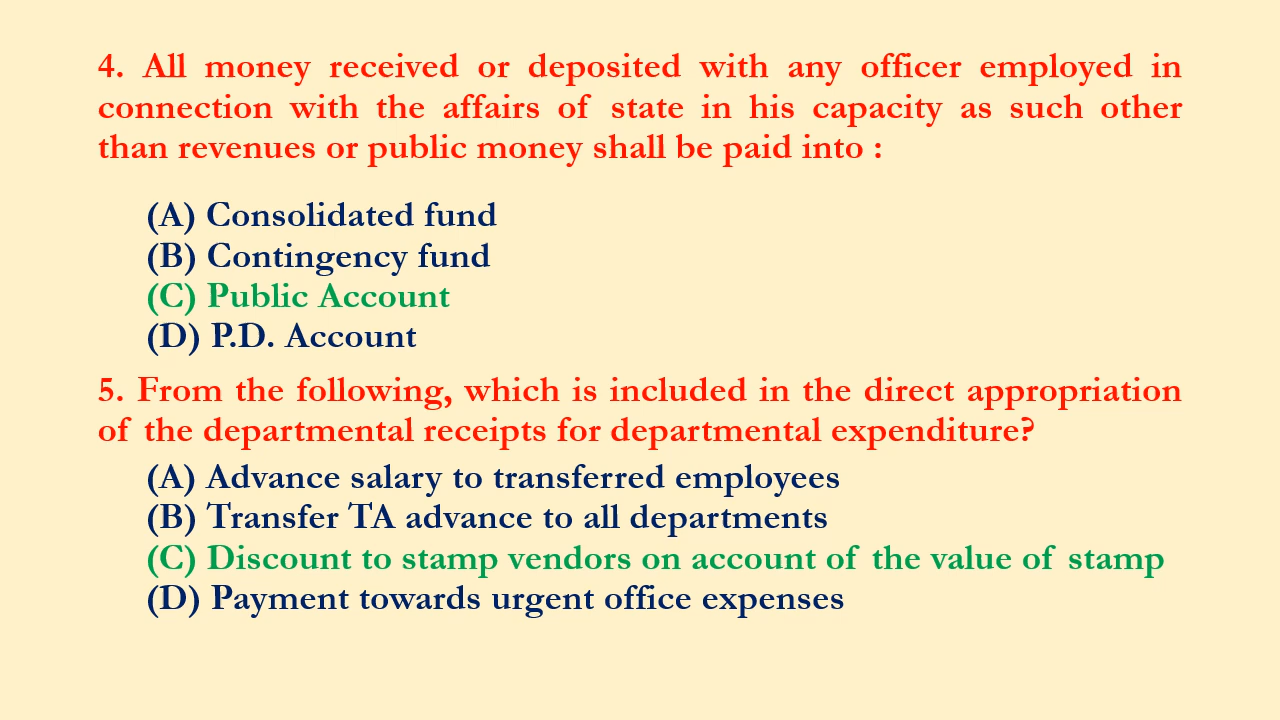 4. All money received or deposited with any officer employed in
connection with the affairs of state in his capacity as such other
than revenues or public money shall be paid into :
(A) Consolidated fund
(B) Contingency fund
(C) Public Account
(D) P.D. Account
5. From the following, which is included in the direct appropriation
of the departmental receipts for departmental expenditure?
(A) Advance salary to transferred employees
(B) Transfer TA advance to all departments
(C) Discount to stamp vendors on account of the value of stamp
(D) Payment towards urgent office expenses